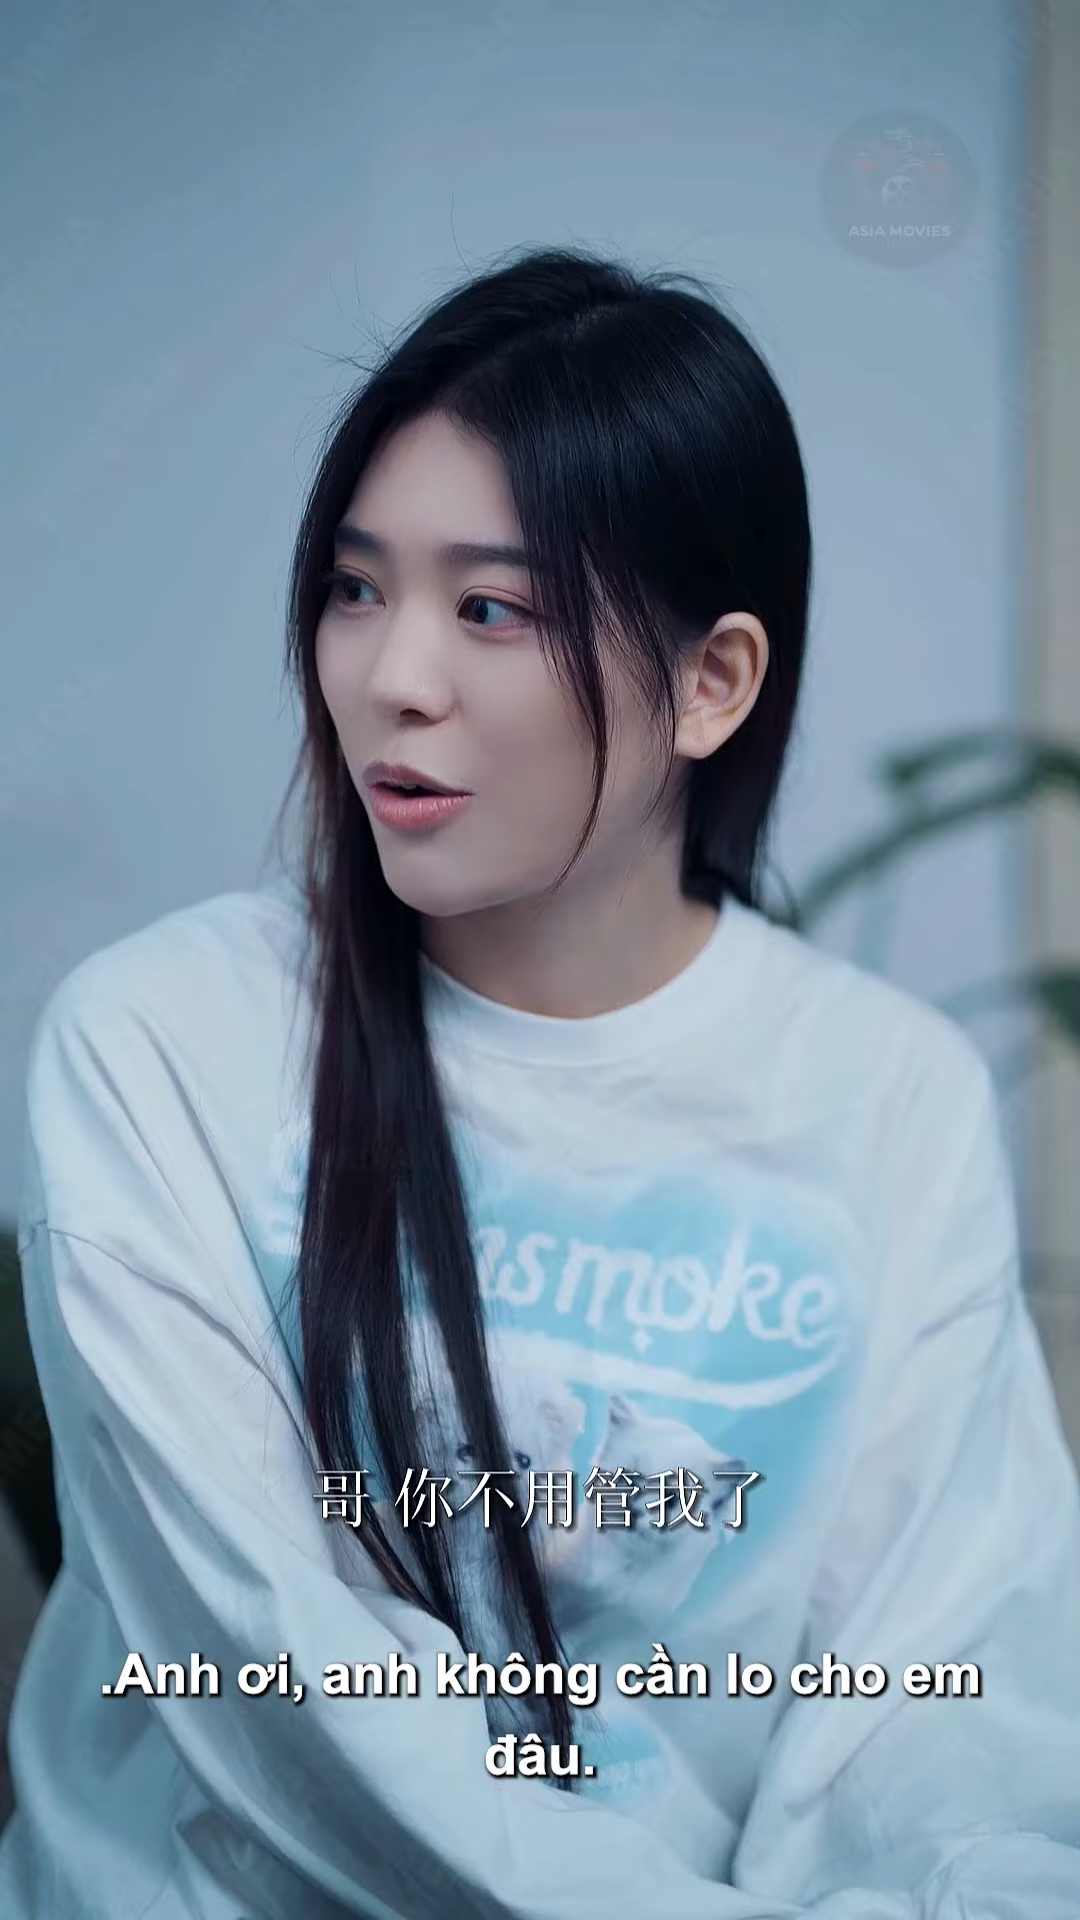 ASIA MOVIES
smoke
哥 你不用管我了
.Anh ơi, anh không cần lo cho em
đâu.